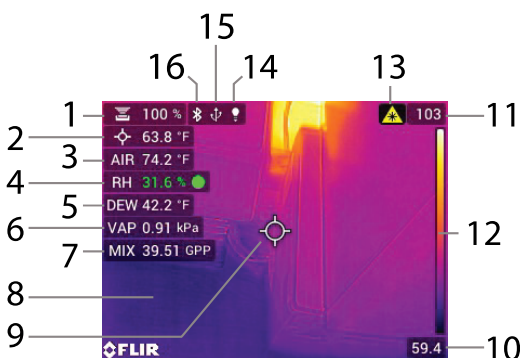 15
16 14
13
1 100 % 103 11
2 63.8 °F
3 AIR 74.2 °F
4 RH 31.6 %
5 DEW 42.2 °F
6 VAP 0.91 kPa
7 MIX 39.51 GPP
12
8
9
FLIR 59.4 10